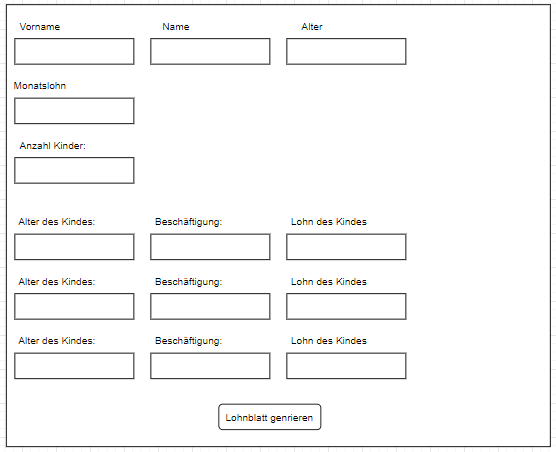 Vorname Name Alter
Monatslohn
Anzahl Kinder:
Alter des Kindes: Beschäftigung: Lohn des Kindes
Alter des Kindes: Beschäftigung: Lohn des Kindes
Alter des Kindes: Beschäftigung: Lohn des Kindes
Lohnblatt genrieren